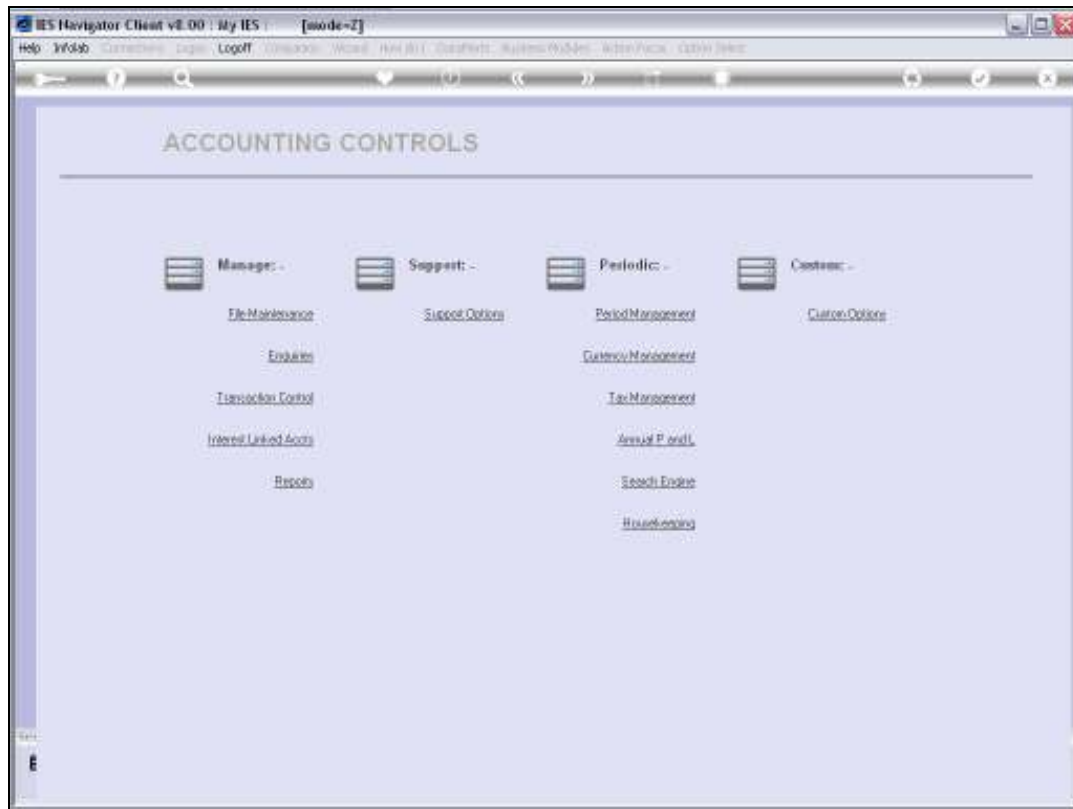 IES Navigator Client v8.00 : My IES : [mode=Z]
Help Infolab Logoff
ACCOUNTING CONTROLS
Manage: - Support: - Periodic: - Custom: -
File Maintenance Support Options Period Management Custom Options
Enquiries Currency Management
Transaction Control Tax Management
Interest Linked Accts Annual P and L
Reports Search Engine
Housekeeping